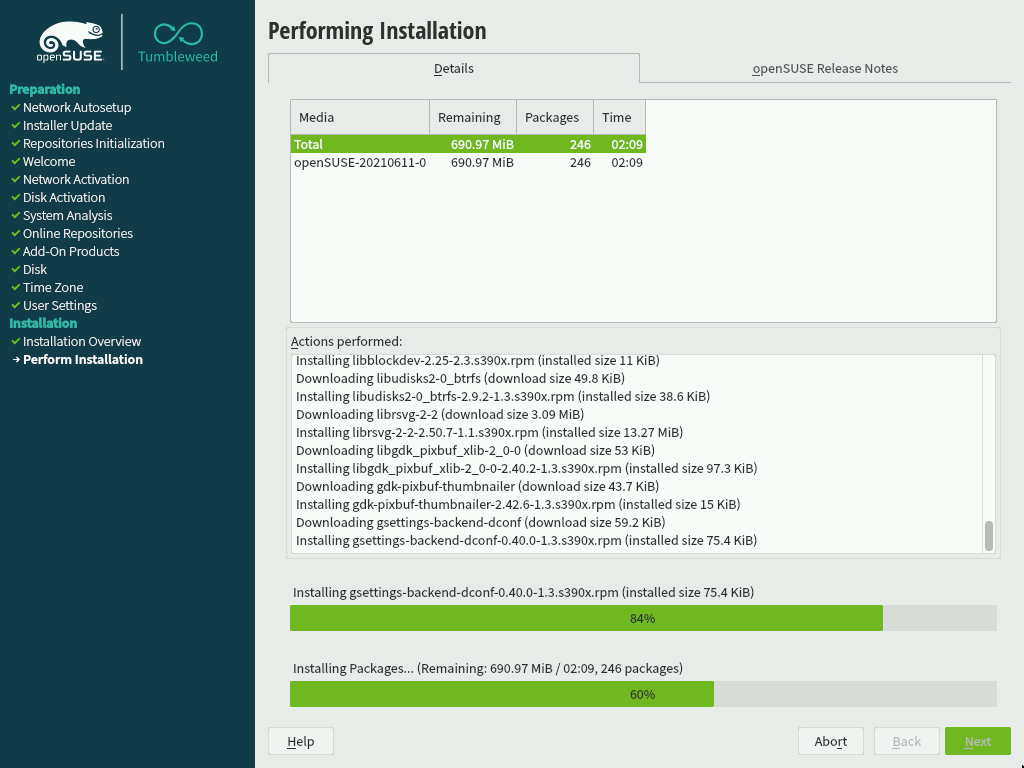 openSUSE
Tumbleweed
Preparation
Network Autosetup
Installer Update
Repositories Initialization
Welcome
Network Activation
Disk Activation
System Analysis
Online Repositories
Add-On Products
Disk
Time Zone
User Settings
Installation
Installation Overview
Perform Installation
Performing Installation
Details openSUSE Release Notes
Media Remaining Packages Time
Total 690.97 MiB 246 02:09
openSUSE-20210611-0 690.97 MiB 246 02:09
Actions performed:
Installing libblockdev-2.25-2.3.s390x.rpm (installed size 11 KiB)
Downloading libudisks2-0_btrfs (download size 49.8 KiB)
Installing libudisks2-0_btrfs-2.9.2-1.3.s390x.rpm (installed size 38.6 KiB)
Downloading librsvg-2-2 (download size 3.09 MiB)
Installing librsvg-2-2-2.50.7-1.1.s390x.rpm (installed size 13.27 MiB)
Downloading libgdk_pixbuf_xlib-2_0-0 (download size 53 KiB)
Installing libgdk_pixbuf_xlib-2_0-0-2.40.2-1.3.s390x.rpm (installed size 97.3 KiB)
Downloading gdk-pixbuf-thumbnailer (download size 43.7 KiB)
Installing gdk-pixbuf-thumbnailer-2.42.6-1.3.s390x.rpm (installed size 15 KiB)
Downloading gsettings-backend-dconf (download size 59.2 KiB)
Installing gsettings-backend-dconf-0.40.0-1.3.s390x.rpm (installed size 75.4 KiB)
Installing gsettings-backend-dconf-0.40.0-1.3.s390x.rpm (installed size 75.4 KiB)
84%
Installing Packages... (Remaining: 690.97 MiB / 02:09, 246 packages)
60%
Help Abort Back Next